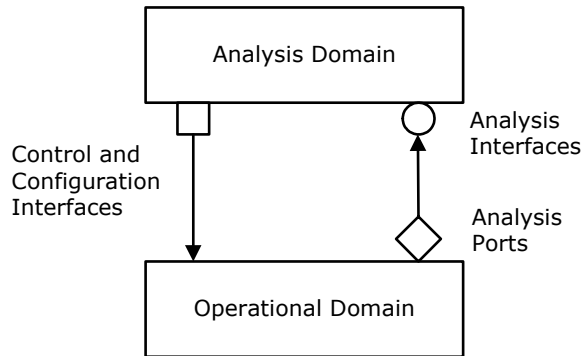 Analysis Domain
Control and
Configuration
Interfaces
Analysis
Interfaces
Analysis
Ports
Operational Domain